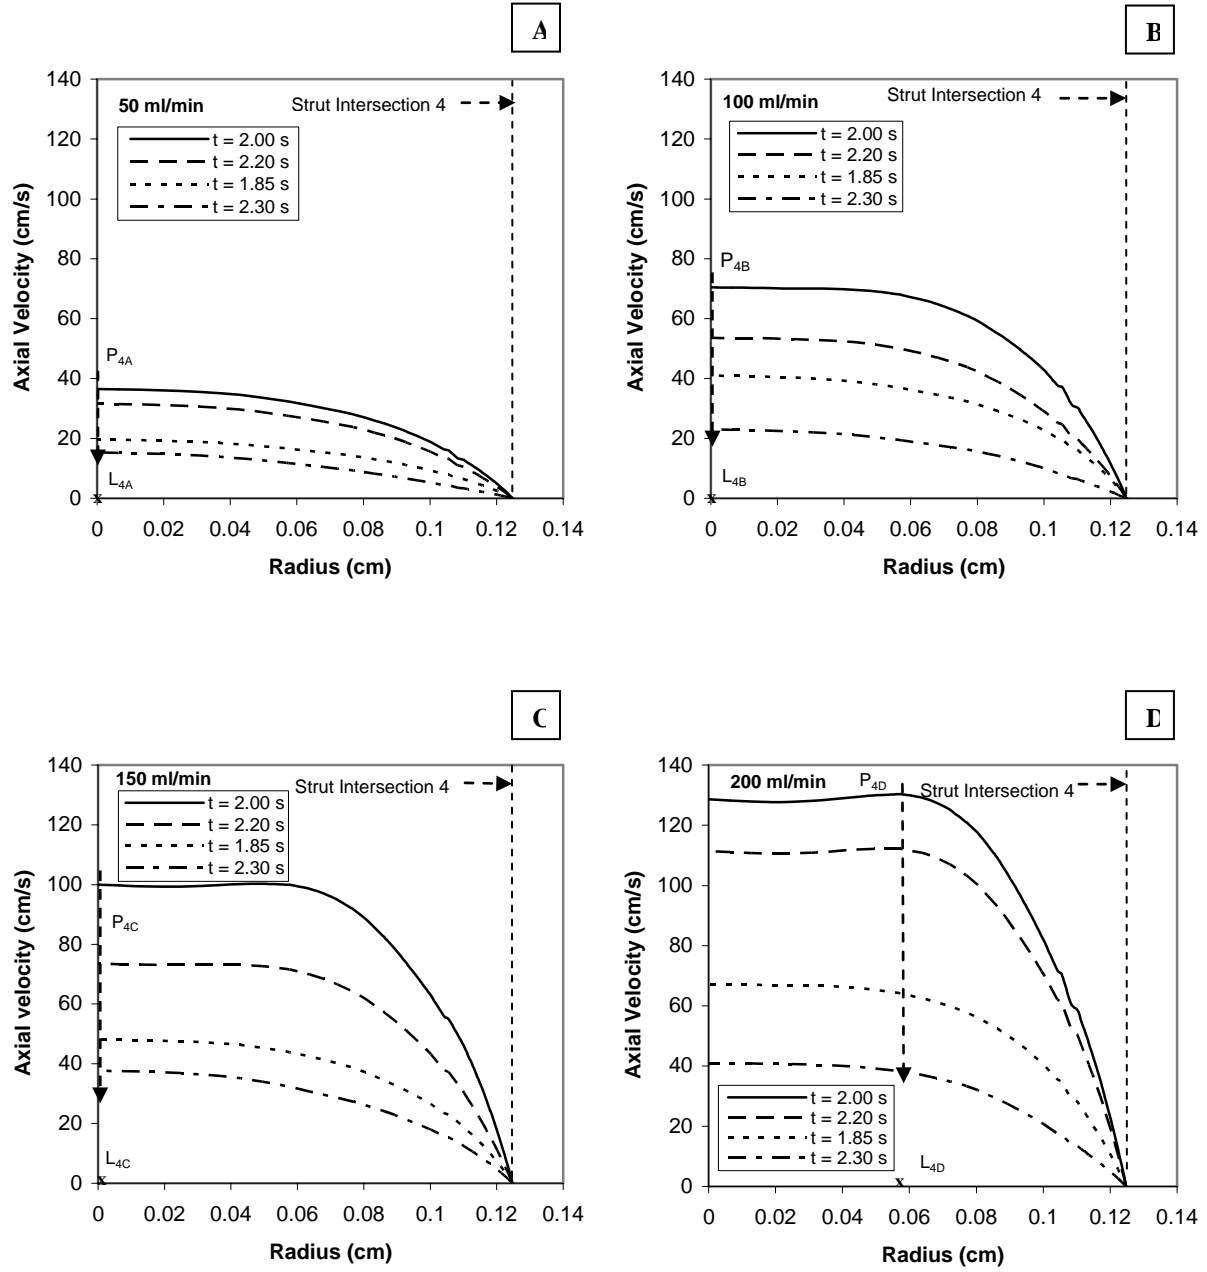 A
140
120
100
80
60
40
20
0
Axial Velocity (cm/s)
50 ml/min
Strut Intersection 4
t = 2.00 s
t = 2.20 s
t = 1.85 s
t = 2.30 s
P4A
L4A
x
0 0.02 0.04 0.06 0.08 0.1 0.12 0.14
Radius (cm)
B
140
120
100
80
60
40
20
0
Axial Velocity (cm/s)
100 ml/min
Strut Intersection 4
t = 2.00 s
t = 2.20 s
t = 1.85 s
t = 2.30 s
P4B
L4B
x
0 0.02 0.04 0.06 0.08 0.1 0.12 0.14
Radius (cm)
C
140
120
100
80
60
40
20
0
Axial velocity (cm/s)
150 ml/min
Strut Intersection 4
t = 2.00 s
t = 2.20 s
t = 1.85 s
t = 2.30 s
P4C
L4C
x
0 0.02 0.04 0.06 0.08 0.1 0.12 0.14
Radius (cm)
D
140
120
100
80
60
40
20
0
Axial Velocity (cm/s)
200 ml/min
P4D
Strut Intersection 4
t = 2.00 s
t = 2.20 s
t = 1.85 s
t = 2.30 s
L4D
x
0 0.02 0.04 0.06 0.08 0.1 0.12 0.14
Radius (cm)